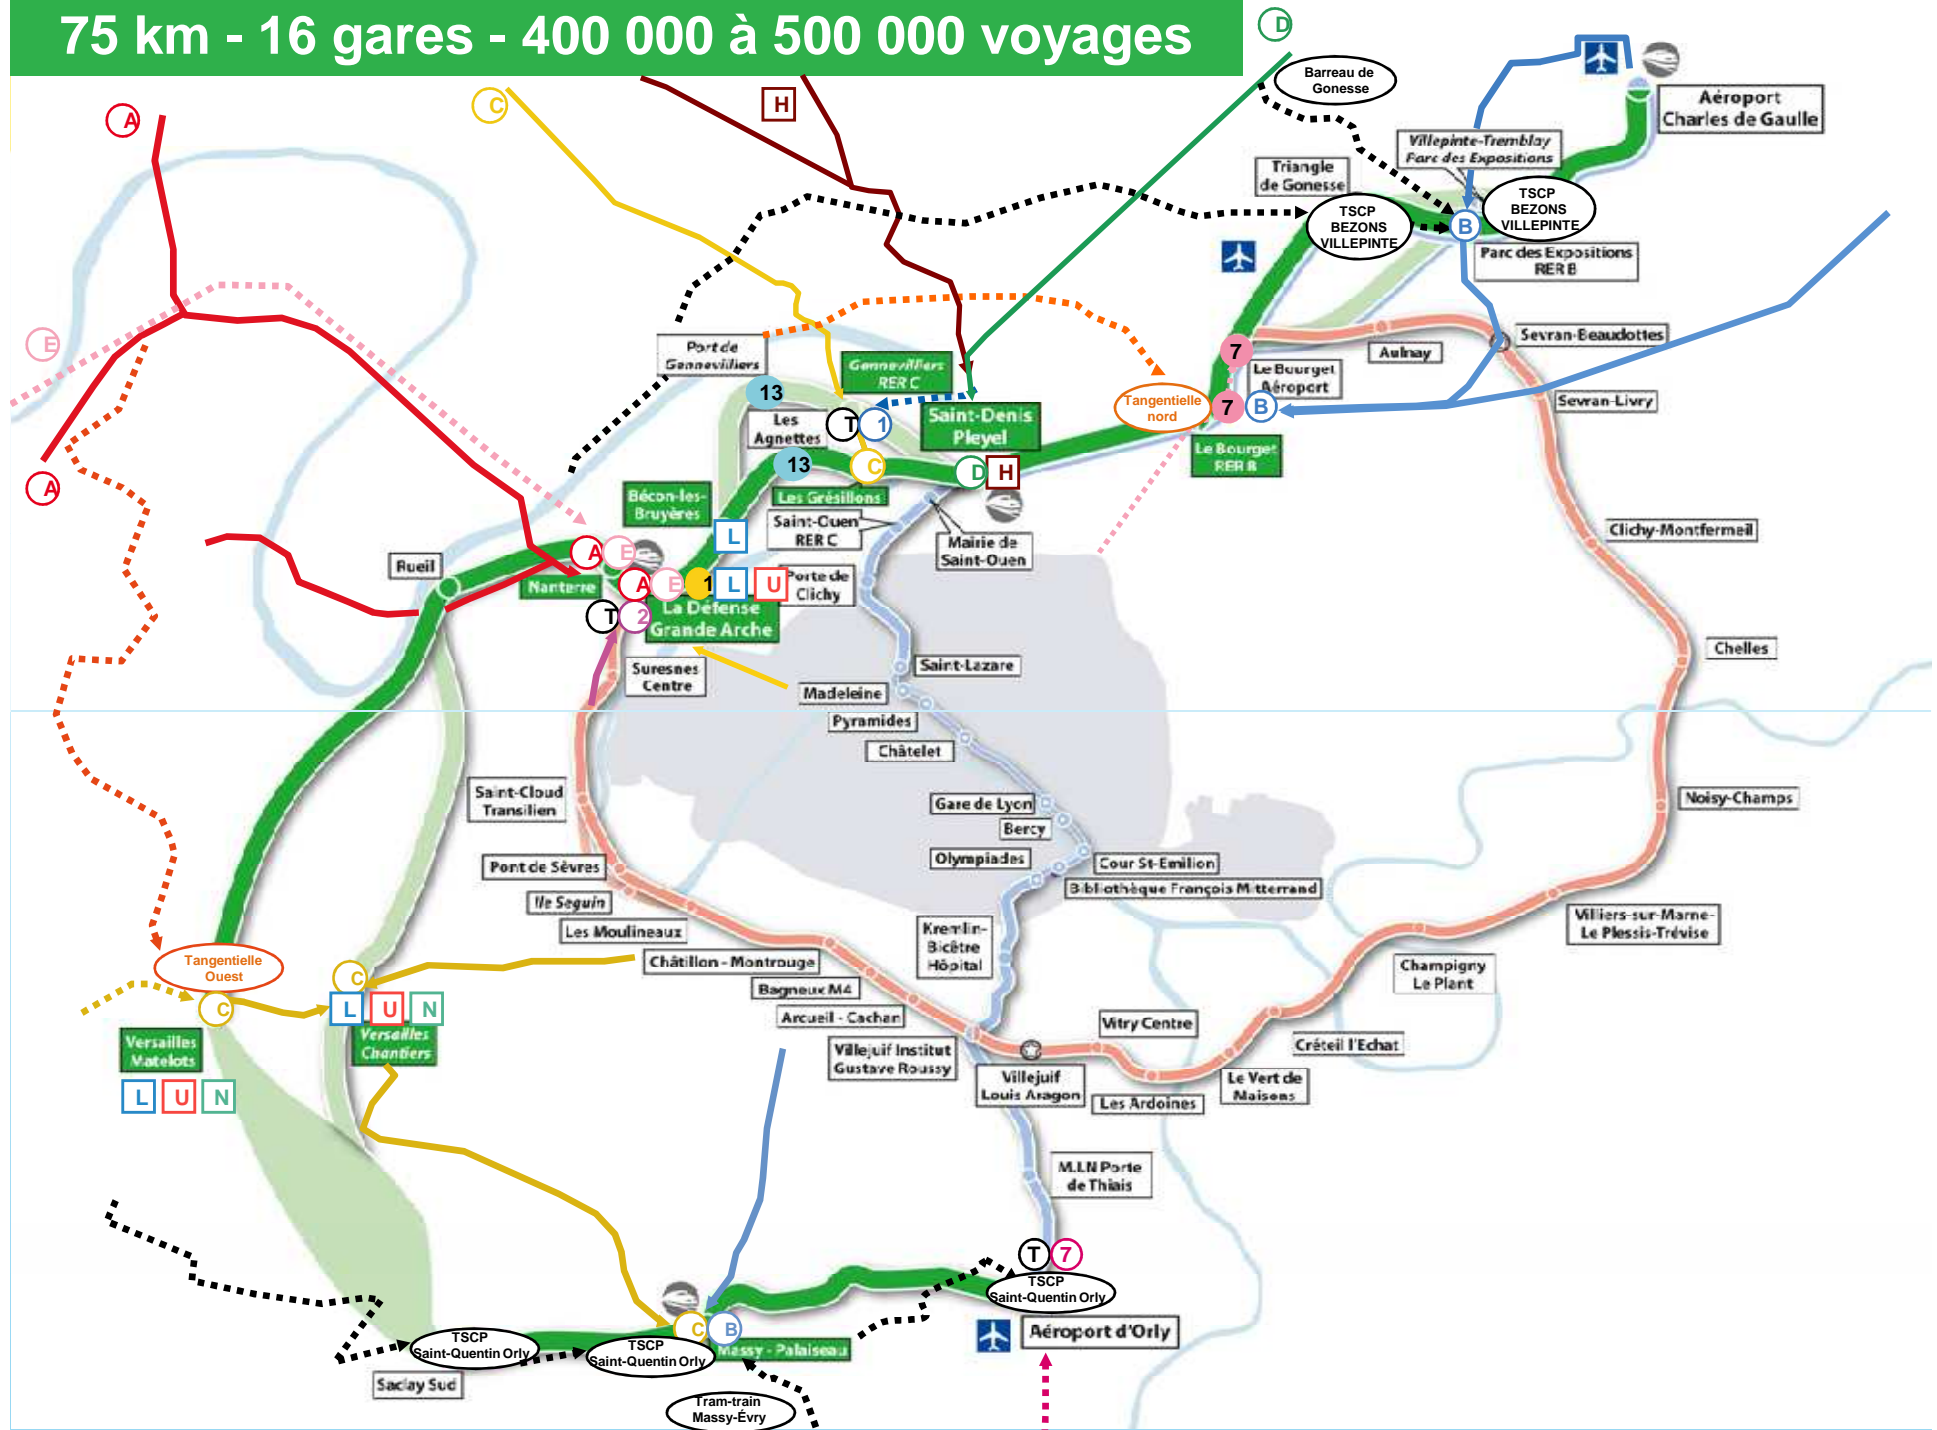 75 km - 16 gares - 400 000 à 500 000 voyages
D
Barreau de
Gonesse
A
C
H
Aéroport
Charles de Gaulle
Villepinte-Tremblay
Parc des Expositions
Triangle
de Gonesse
TSCP
BEZONS
VILLEPINTE
TSCP
BEZONS
VILLEPINTE
B
Parc des Expositions
RER B
E
Port de
Gennevilliers
Gennevilliers
RER C
7
Le Bourget
Aéroport
Aulnay
Sevran-Beaudottes
Sevran-Livry
13
Les
Agnettes
T
1
Saint-Denis
Pleyel
Tangentielle
nord
7
B
Le Bourget
RER B
A
13
C
D
H
Les Grésillons
Bécon-les-
Bruyères
L
Saint-Ouen
RER C
Mairie de
Saint-Ouen
Clichy-Montfermeil
Rueil
A
E
Nanterre
A
E
1
L
U
Porte de
Clichy
T
2
La Défense
Grande Arche
Suresnes
Centre
Saint-Lazare
Chelles
Madeleine
Pyramides
Châtelet
Saint-Cloud
Transilien
Gare de Lyon
Bercy
Noisy-Champs
Pont de Sèvres
Olympiades
Cour St-Emilion
Bibliothèque François Mitterrand
Ile Seguin
Les Moulineaux
Villiers-sur-Marne-
Le Plessis-Trévise
Kremlin-
Bicêtre
Hôpital
Châtillon - Montrouge
Tangentielle
Ouest
C
C
L
U
N
Bagneux M4
Champigny
Le Plant
Arcueil - Cachan
Vitry Centre
Versailles
Matelots
Versailles
Chantiers
Créteil l'Echat
Villejuif Institut
Gustave Roussy
Villejuif
Louis Aragon
Le Vert de
Maisons
L
U
N
Les Ardoines
M.I.N Porte
de Thiais
T
7
TSCP
Saint-Quentin Orly
C
B
Massy - Palaiseau
Aéroport d'Orly
TSCP
Saint-Quentin Orly
TSCP
Saint-Quentin Orly
Saclay Sud
Tram-train
Massy-Évry